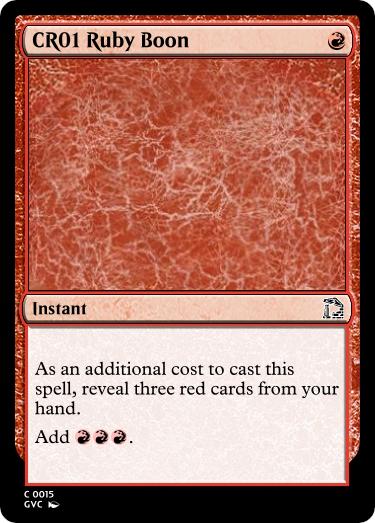 CR01 Ruby Boon
Instant
As an additional cost to cast this
spell, reveal three red cards from your
hand.
Add .
C 0015
GVC